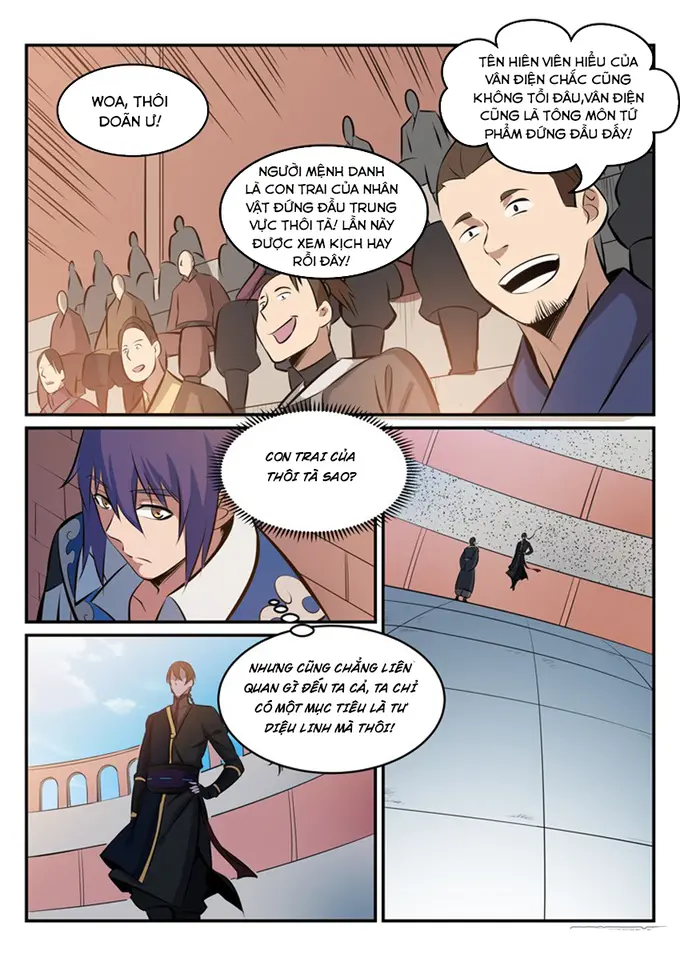 WOA, THÔI
DOÃN Ư!
NGƯỜI MỆNH DANH
LÀ CON TRAI CỦA NHÂN
VẬT ĐỨNG ĐẦU TRUNG
VỰC THÔI TÀ! LẦN NÀY
ĐƯỢC XEM KỊCH HAY
RỒI ĐÂY!
TÊN HIÊN VIÊN HIỂU CỦA
VÂN ĐIỆN CHẮC CŨNG
KHÔNG TỒI ĐÂU,VÂN ĐIỆN
CŨNG LÀ TÔNG MÔN TỨ
PHẨM ĐỨNG ĐẦU ĐẤY!
CON TRAI CỦA
THÔI TÀ SAO?
NHƯNG CŨNG CHẲNG LIÊN
QUAN GÌ ĐẾN TA CẢ, TA CHỈ
CÓ MỘT MỤC TIÊU LÀ TƯ
DIỆU LINH MÀ THÔI!